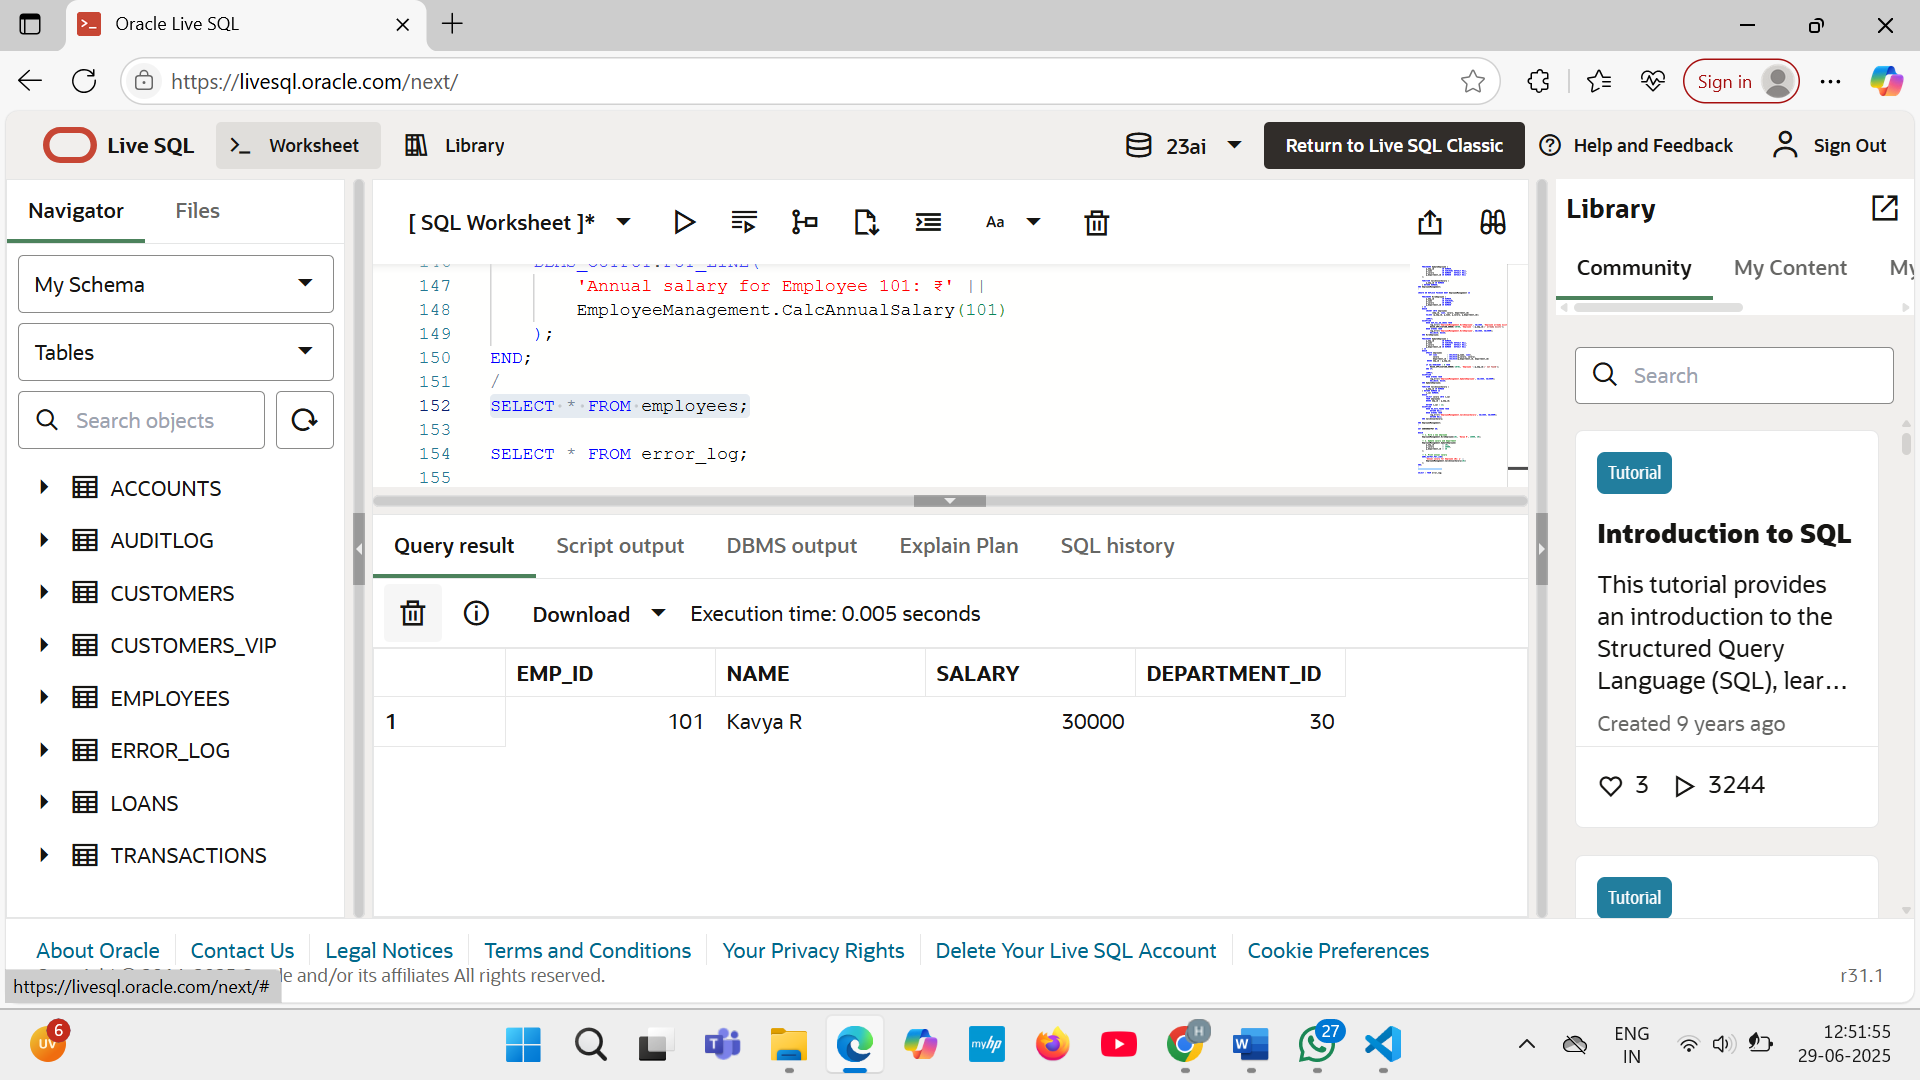 Oracle Live SQL
https://livesql.oracle.com/next/
Sign in
Live SQL
Worksheet
Library
23ai
Return to Live SQL Classic
Help and Feedback
Sign Out
Navigator
Files
My Schema
Tables
Search objects
ACCOUNTS
AUDITLOG
CUSTOMERS
CUSTOMERS_VIP
EMPLOYEES
ERROR_LOG
LOANS
TRANSACTIONS
[ SQL Worksheet ]*
Aa
147 'Annual salary for Employee 101: ₹' ||
148 EmployeeManagement.CalcAnnualSalary(101)
149 );
150 END;
151 /
152 SELECT * FROM employees;
153
154 SELECT * FROM error_log;
155
Query result
Script output
DBMS output
Explain Plan
SQL history
Download
Execution time: 0.005 seconds
EMP_ID NAME SALARY DEPARTMENT_ID
1 101 Kavya R 30000 30
Library
Community
My Content
My
Search
Tutorial
Introduction to SQL
This tutorial provides
an introduction to the
Structured Query
Language (SQL), lear...
Created 9 years ago
3 3244
Tutorial
About Oracle
Contact Us
Legal Notices
Terms and Conditions
Your Privacy Rights
Delete Your Live SQL Account
Cookie Preferences
and/or its affiliates All rights reserved.
r31.1
https://livesql.oracle.com/next/#
UV
6
T
myhp
H
W
27
ENG
IN
12:51:55
29-06-2025